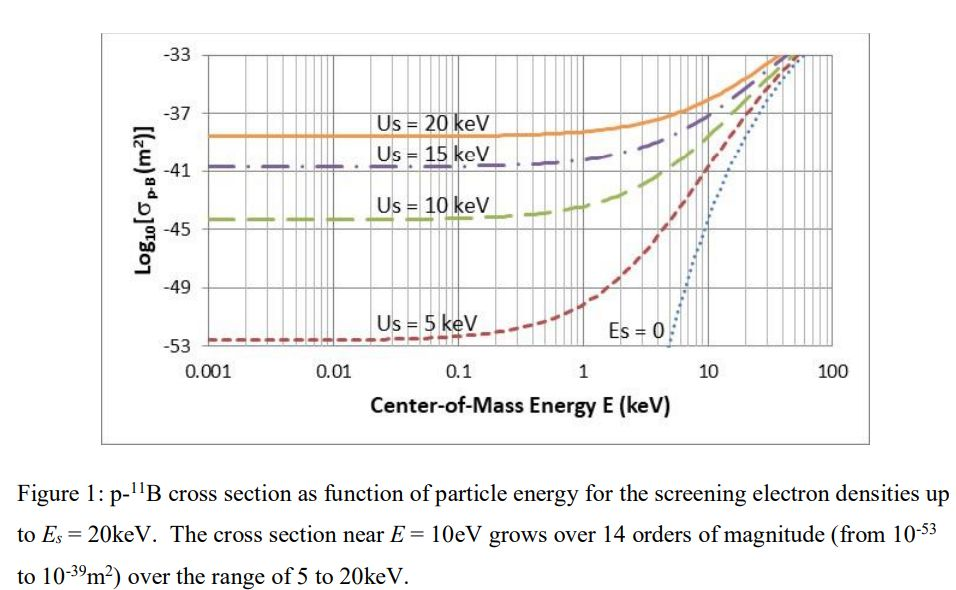 -33
-37
-41
-45
-49
-53
Log₁₀[σ p-B (m²)]
Us = 20 keV
Us = 15 keV
Us = 10 keV
Us = 5 keV
Es = 0
0.001 0.01 0.1 1 10 100
Center-of-Mass Energy E (keV)
Figure 1: p-¹¹B cross section as function of particle energy for the screening electron densities up
to Eₛ = 20keV. The cross section near E = 10eV grows over 14 orders of magnitude (from 10⁻⁵³
to 10⁻³⁹m²) over the range of 5 to 20keV.